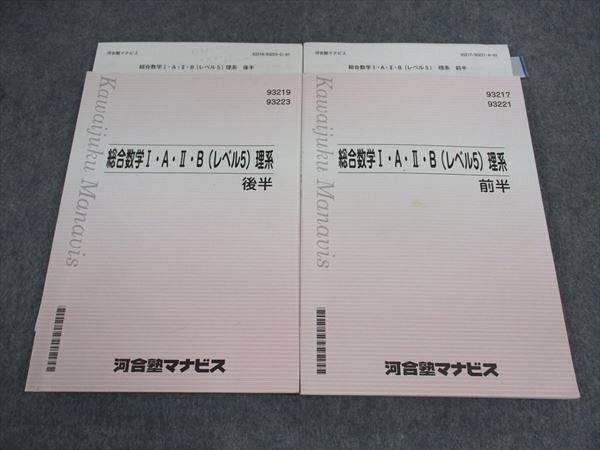 河合塾マナビス
総合数学Ⅰ・A・Ⅱ・B（レベル5）理系　後半
河合塾マナビス
総合数学Ⅰ・A・Ⅱ・B（レベル5）　理系　前半
93219
93223
Kawaijuku Manavis
総合数学Ⅰ・A・Ⅱ・B（レベル5）理系
後半
河合塾マナビス
93217
93221
Kawaijuku Manavis
総合数学Ⅰ・A・Ⅱ・B（レベル5）理系
前半
河合塾マナビス